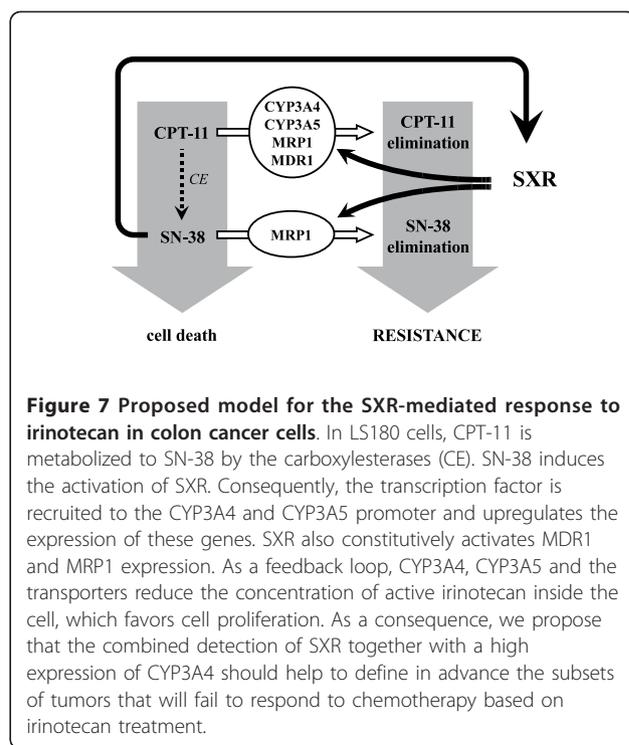 CYP3A4
CYP3A5
MRP1
MDR1
CPT-11
CPT-11
elimination
CE
SXR
SN-38
MRP1
SN-38
elimination
cell death
RESISTANCE
Figure 7 Proposed model for the SXR-mediated response to
irinotecan in colon cancer cells. In LS180 cells, CPT-11 is
metabolized to SN-38 by the carboxylesterases (CE). SN-38 induces
the activation of SXR. Consequently, the transcription factor is
recruited to the CYP3A4 and CYP3A5 promoter and upregulates the
expression of these genes. SXR also constitutively activates MDR1
and MRP1 expression. As a feedback loop, CYP3A4, CYP3A5 and the
transporters reduce the concentration of active irinotecan inside the
cell, which favors cell proliferation. As a consequence, we propose
that the combined detection of SXR together with a high
expression of CYP3A4 should help to define in advance the subsets
of tumors that will fail to respond to chemotherapy based on
irinotecan treatment.